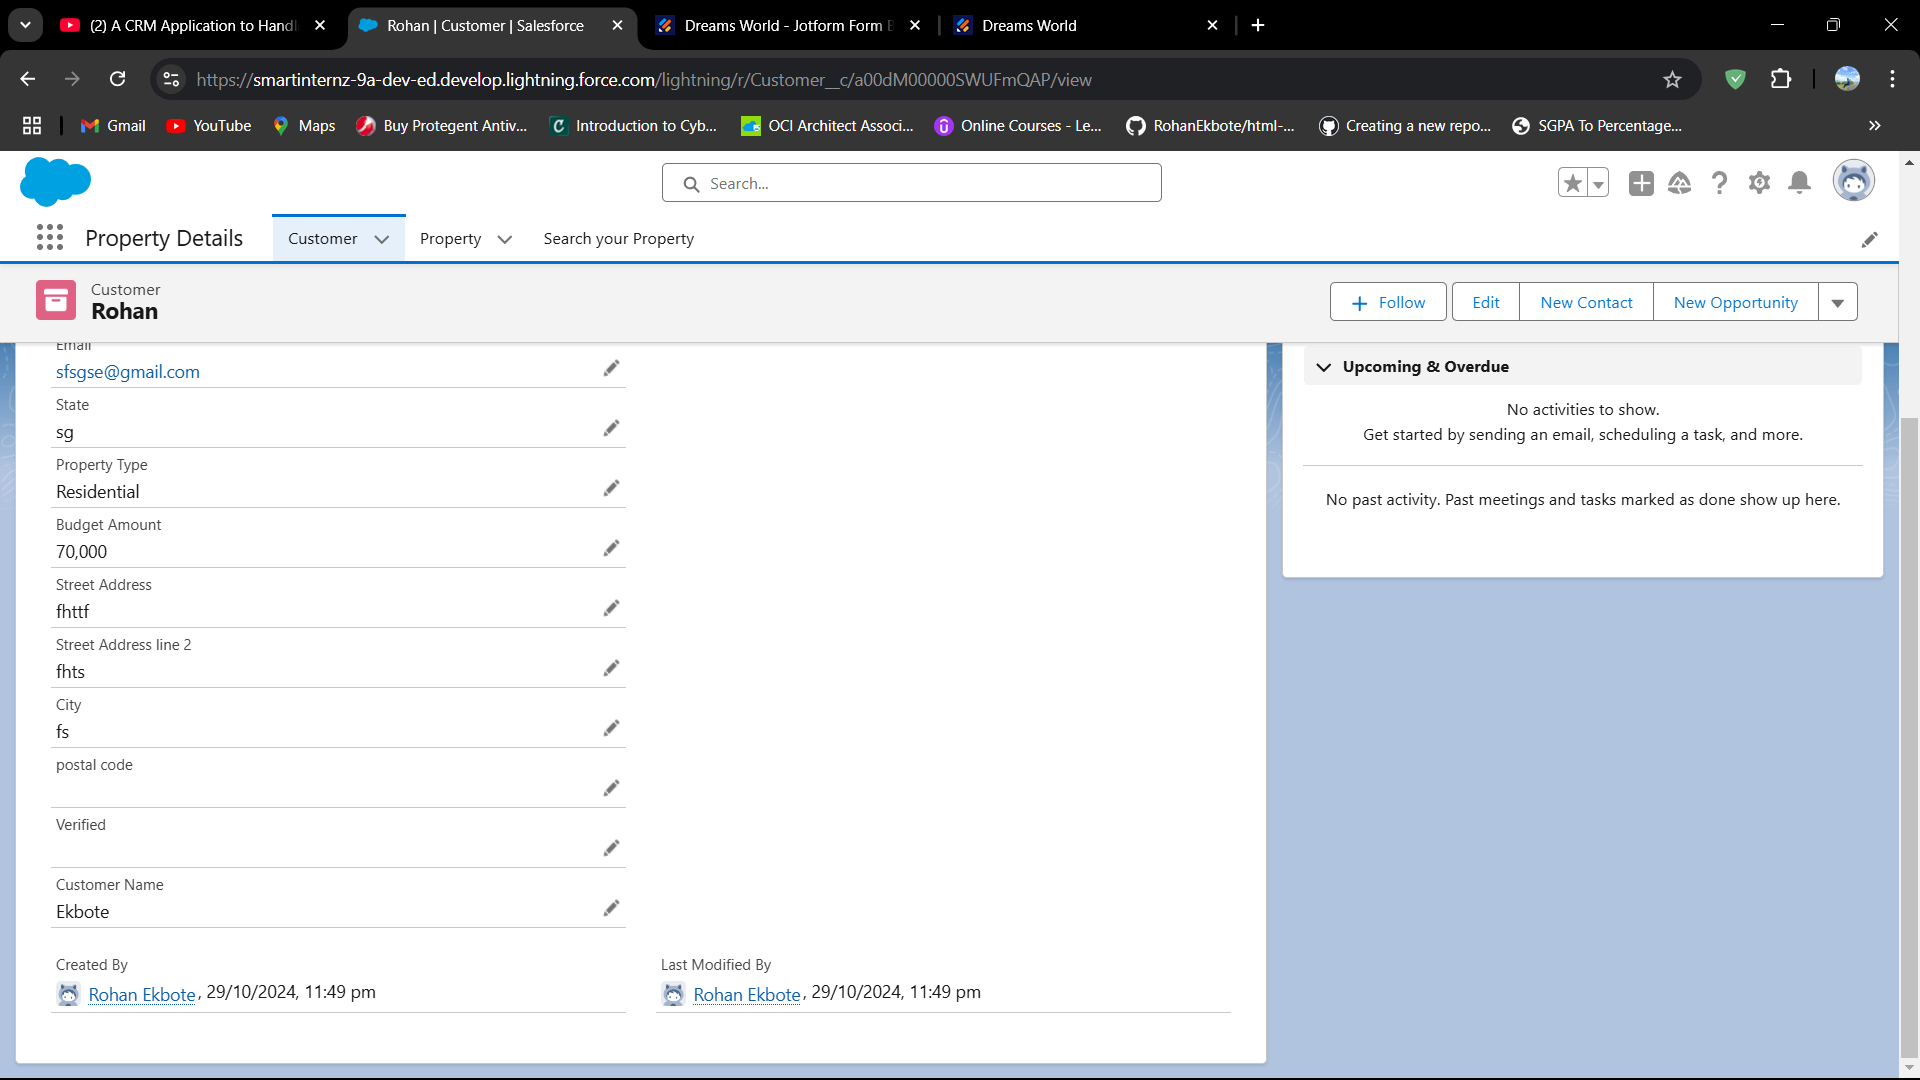 (2) A CRM Application to Handl
Rohan | Customer | Salesforce
Dreams World - Jotform Form B
Dreams World
https://smartinternz-9a-dev-ed.develop.lightning.force.com/lightning/r/Customer__c/a00dM00000SWUFmQAP/view
Gmail
YouTube
Maps
Buy Protegent Antiv...
Introduction to Cyb...
OCI Architect Associ...
Online Courses - Le...
RohanEkbote/html-...
Creating a new repo...
SGPA To Percentage...
Search...
Property Details
Customer
Property
Search your Property
Customer
Rohan
Follow
Edit
New Contact
New Opportunity
Email
sfsgse@gmail.com
State
sg
Property Type
Residential
Budget Amount
70,000
Street Address
fhttf
Street Address line 2
fhts
City
fs
postal code
Verified
Customer Name
Ekbote
Created By
Rohan Ekbote, 29/10/2024, 11:49 pm
Last Modified By
Rohan Ekbote, 29/10/2024, 11:49 pm
Upcoming & Overdue
No activities to show.
Get started by sending an email, scheduling a task, and more.
No past activity. Past meetings and tasks marked as done show up here.